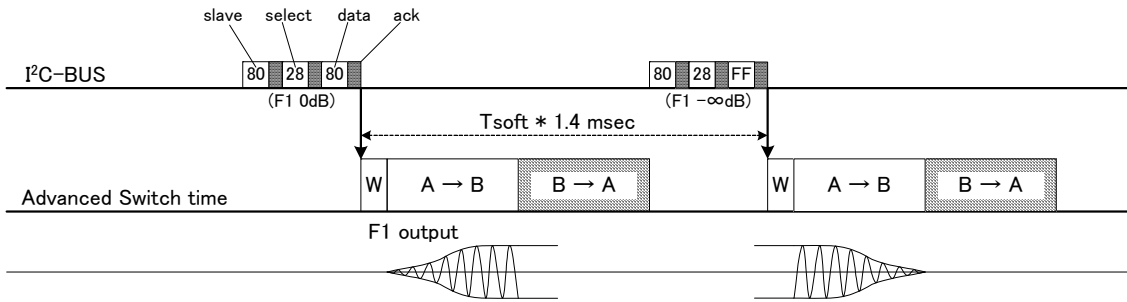 slave select data ack
I²C-BUS 80 28 80 80 28 FF
(F1 0dB) (F1 −∞dB)
Tsoft * 1.4 msec
Advanced Switch time W A → B B → A W A → B B → A
F1 output